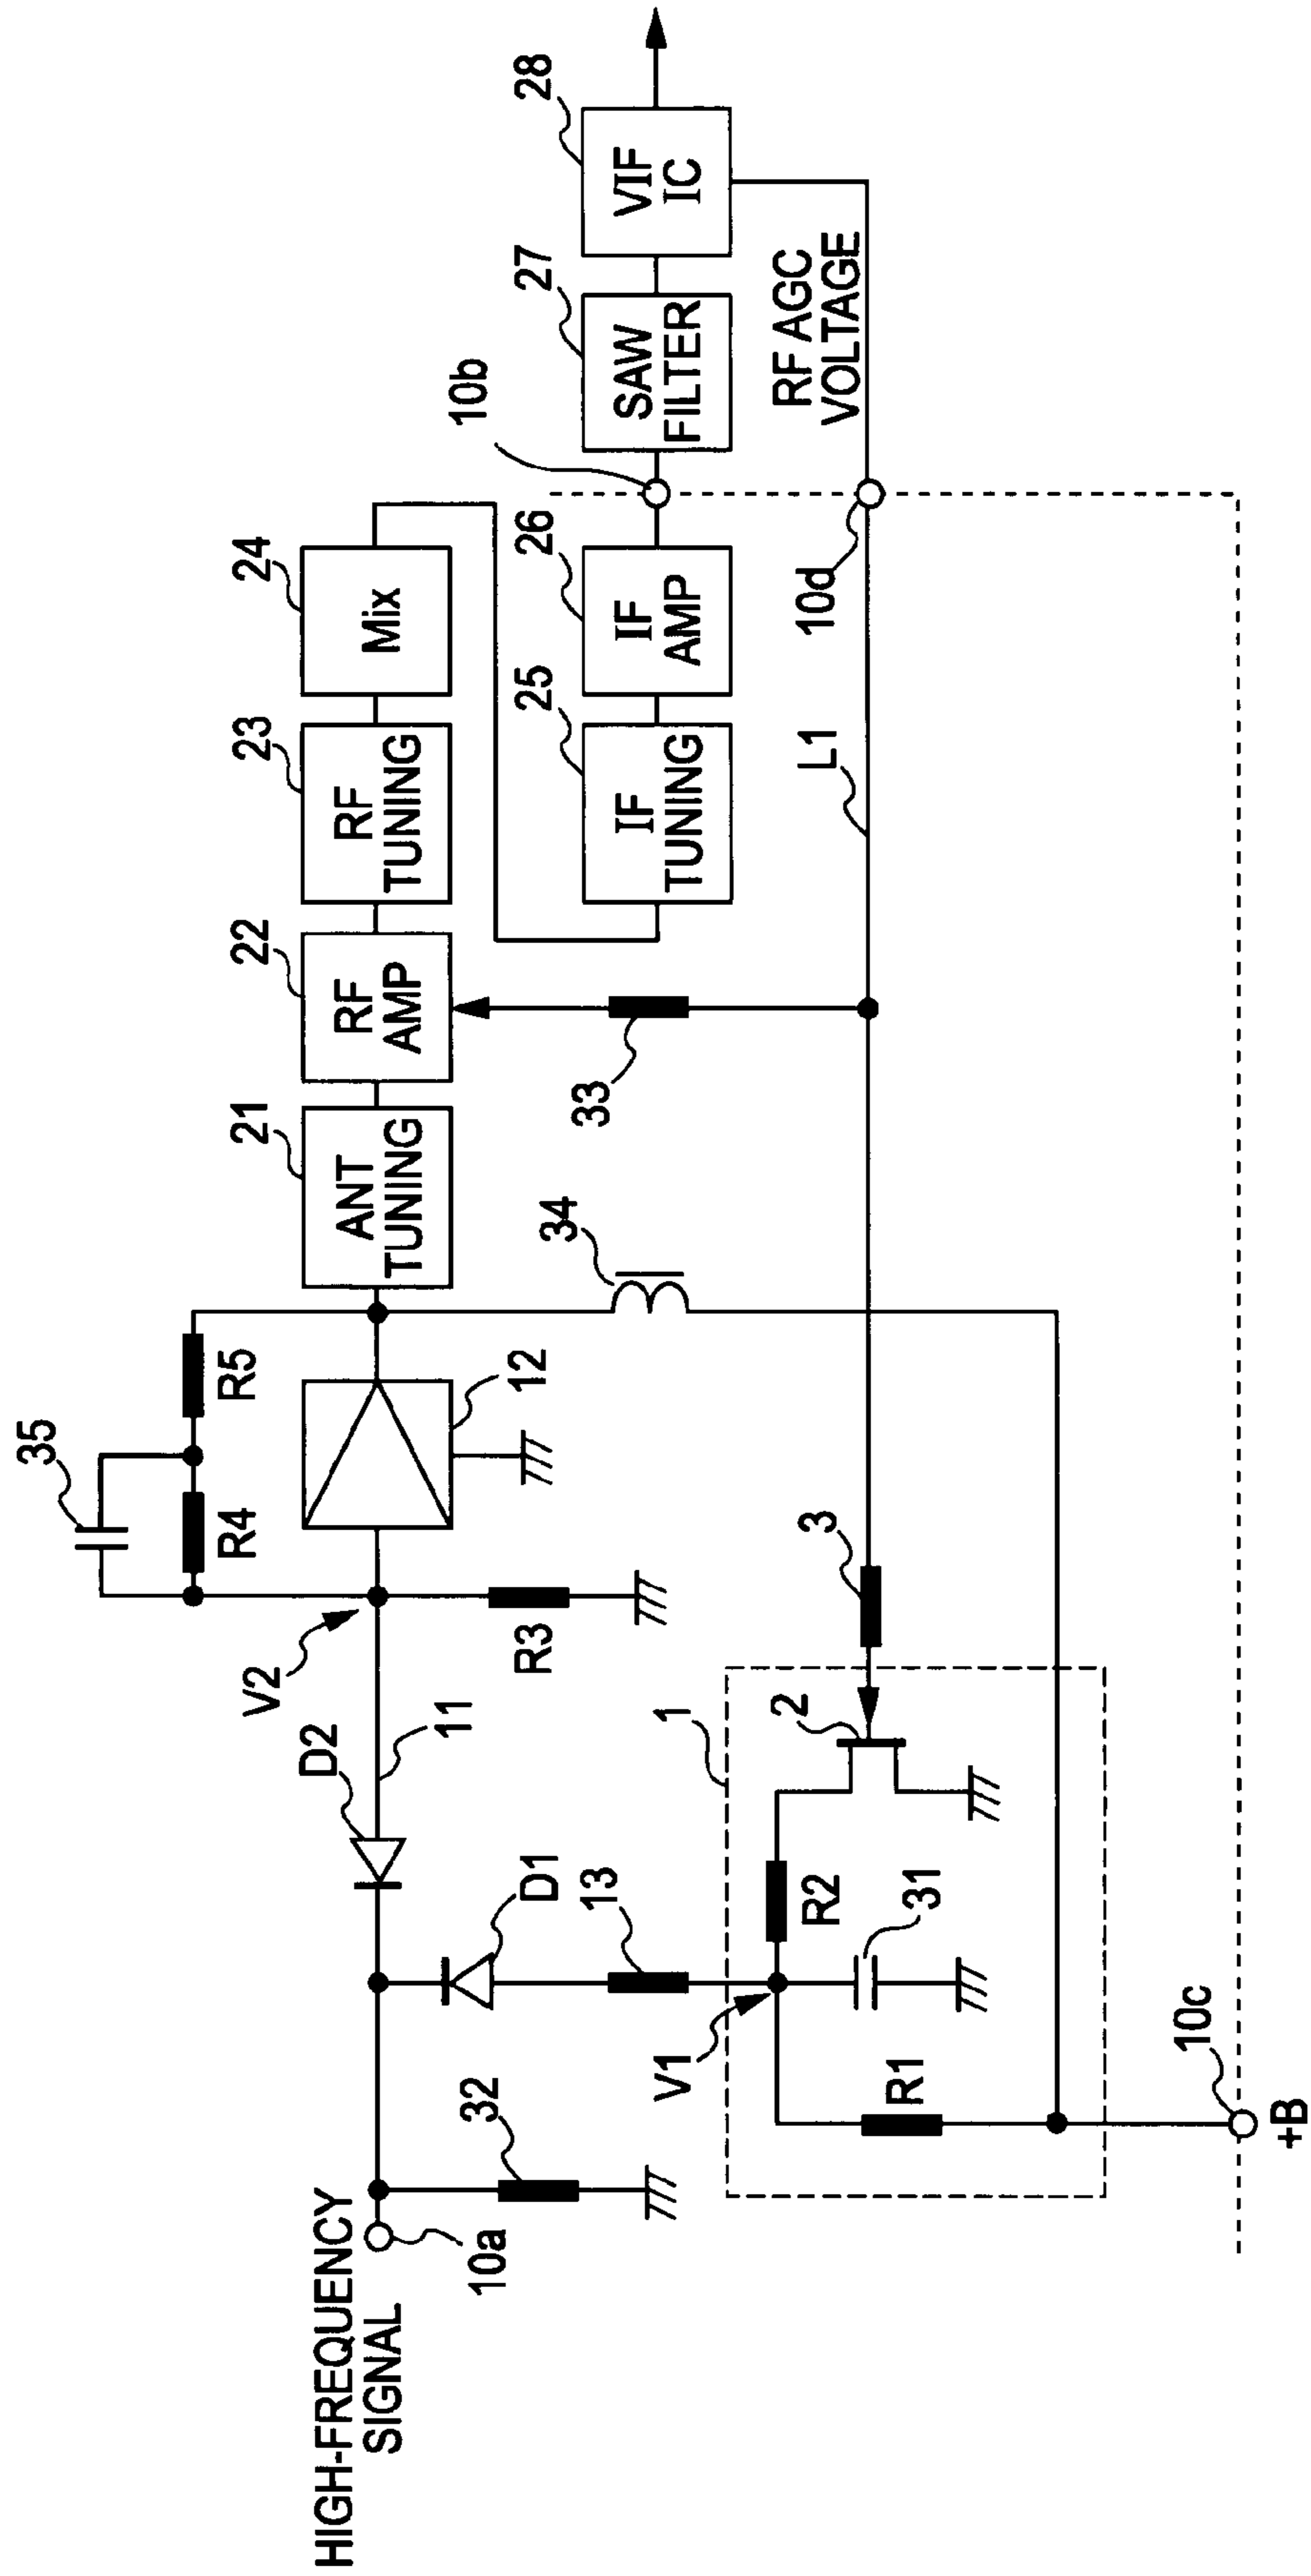 HIGH-FREQUENCY
SIGNAL
10a
32
D1
13
D2
11
V2
R3
35
R4
R5
12
34
21
ANT
TUNING
22
RF
AMP
23
RF
TUNING
24
Mix
33
25
IF
TUNING
26
IF
AMP
10b
27
SAW
FILTER
28
VIF
IC
RF AGC
VOLTAGE
10d
L1
3
1
2
V1
R2
31
R1
10c
+B